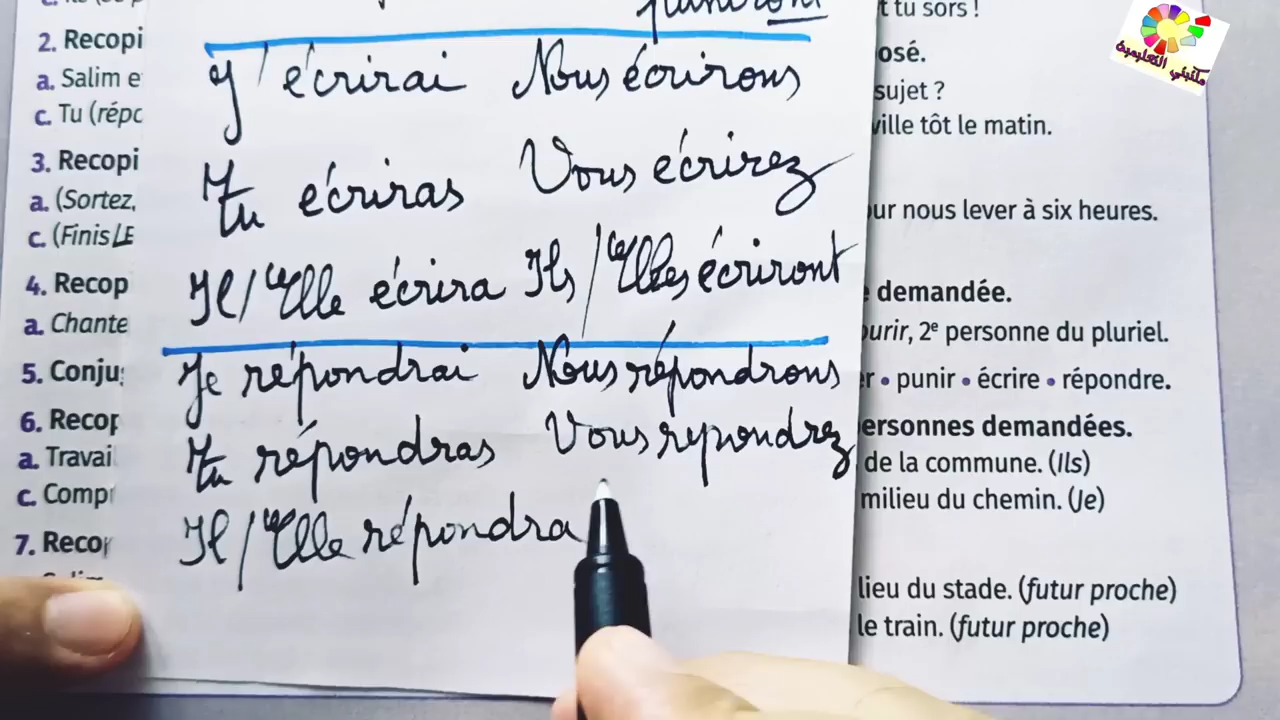 t tu sors !
2. Recopi
osé.
J'écrirai Nous écrirons
a. Salim e
sujet ?
c. Tu (répo
ville tôt le matin.
3. Recopi
Tu écriras Vous écrirez
a. (Sortez,
our nous lever à six heures.
c. (Finis
Il/Elle écrira Ils/Elles écriront
4. Recop
e demandée.
a. Chante
ourir, 2e personne du pluriel.
Je répondrai Nous répondrons
5. Conju
er • punir • écrire • répondre.
6. Recop
ersonnes demandées.
Tu répondras Vous repondrez
a. Travai
de la commune. (Ils)
c. Comp
milieu du chemin. (Je)
Il/Elle répondra
7. Recop
lieu du stade. (futur proche)
le train. (futur proche)
مكتبتي التعليمية